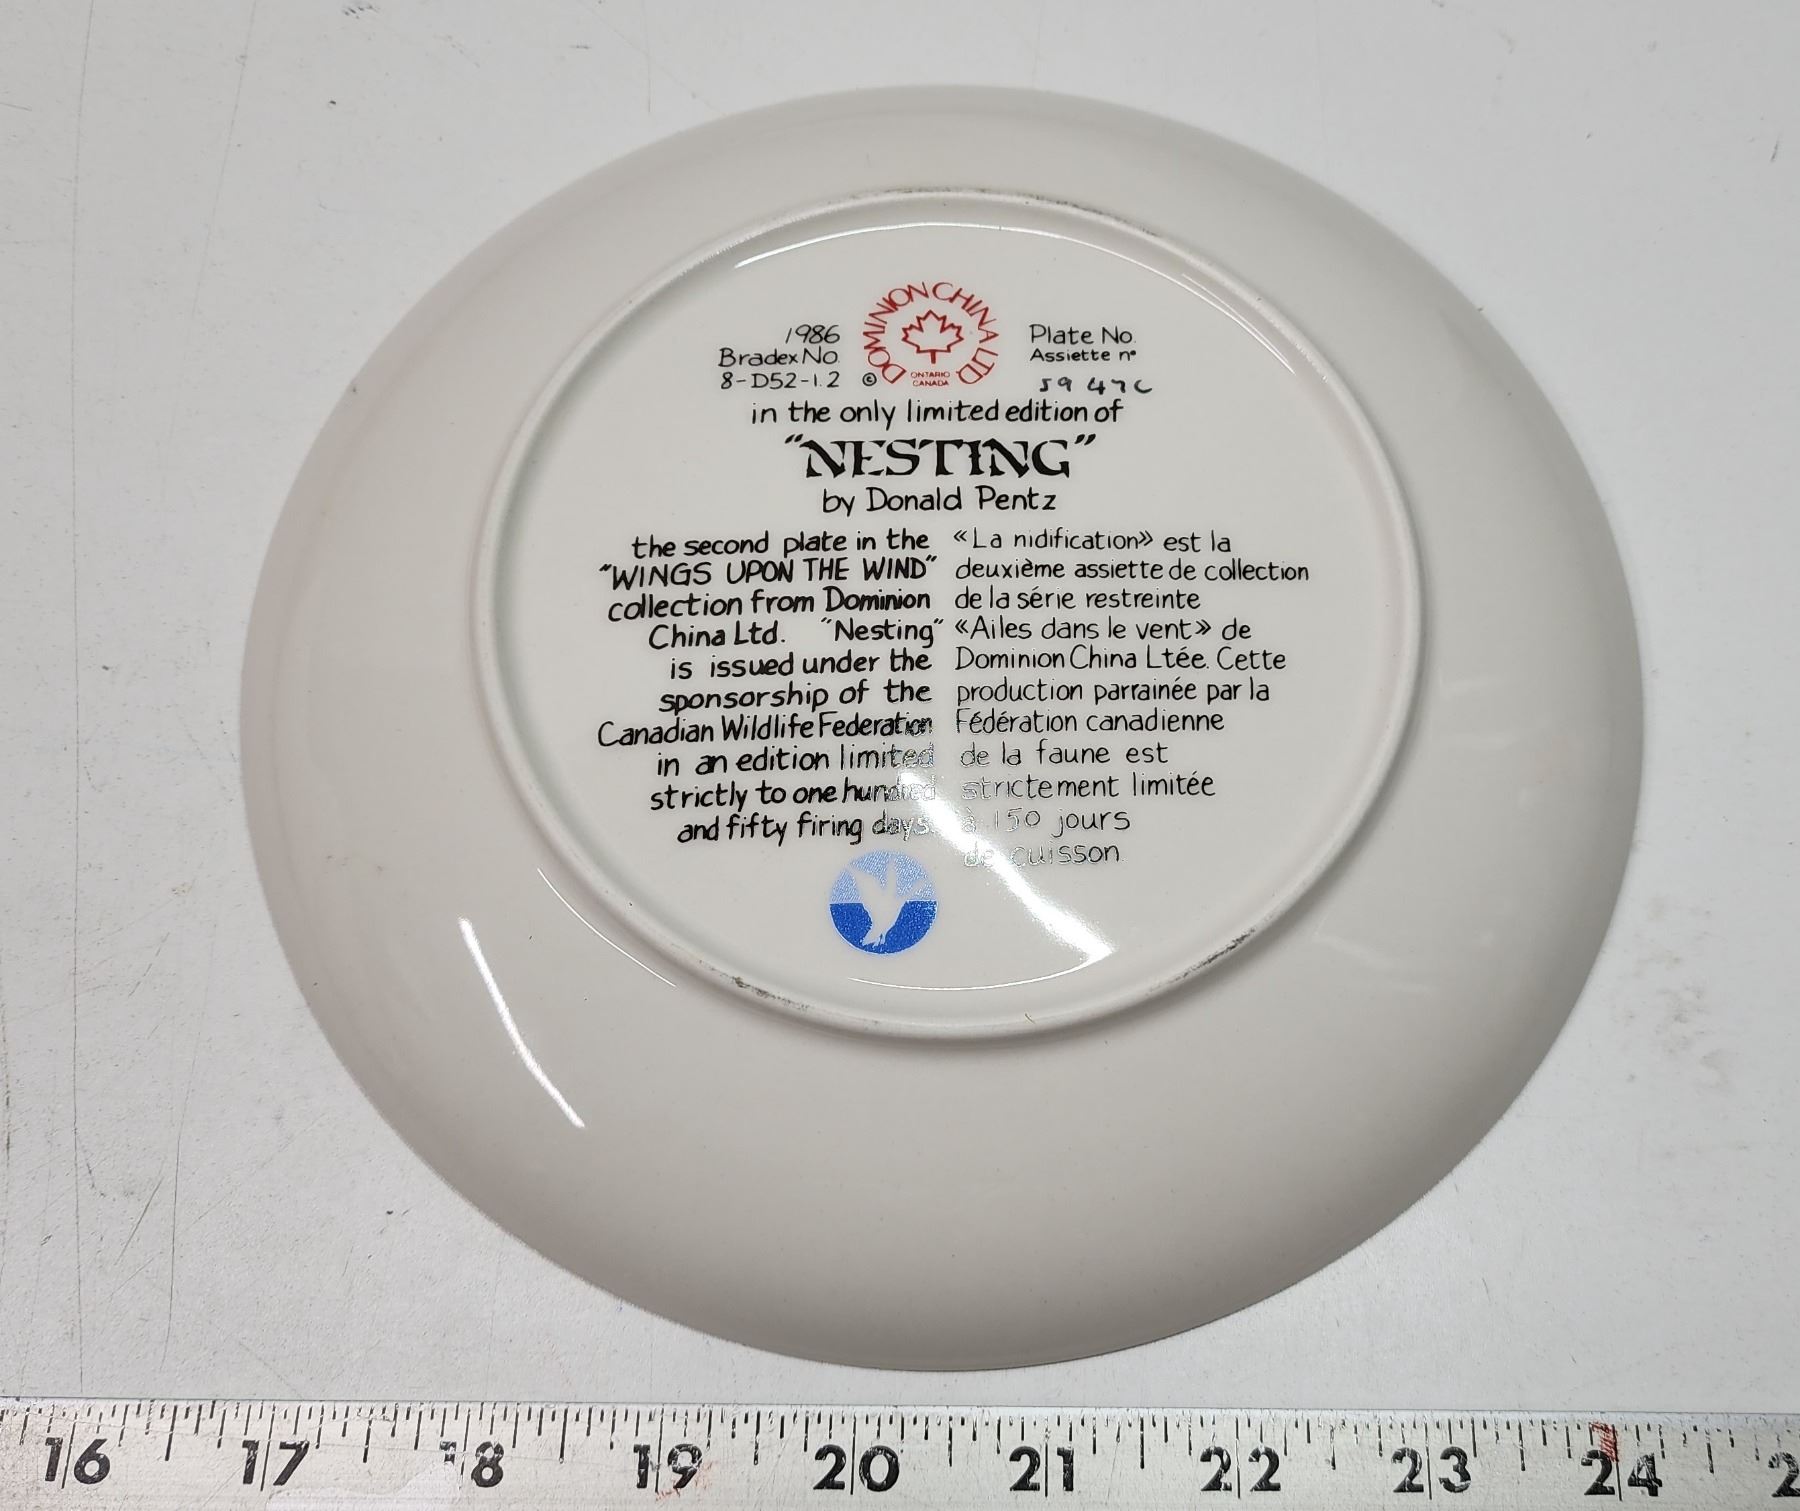 1986
Bradex No.
8-D52-1.2 ©
DOMINION CHINA LTD.
ONTARIO
CANADA
Plate No.
Assiette nº
5947C
in the only limited edition of
"NESTING"
by Donald Pentz
the second plate in the
"WINGS UPON THE WIND"
collection from Dominion
China Ltd. "Nesting"
is issued under the
sponsorship of the
Canadian Wildlife Federation
in an edition limited
strictly to one hundred
and fifty firing days.
«La nidification» est la
deuxième assiette de collection
de la série restreinte
«Ailes dans le vent» de
Dominion China Ltée. Cette
production parrainée par la
Fédération canadienne
de la faune est
strictement limitée
à 150 jours
de cuisson.
16 17 18 19 20 21 22 23 24 2